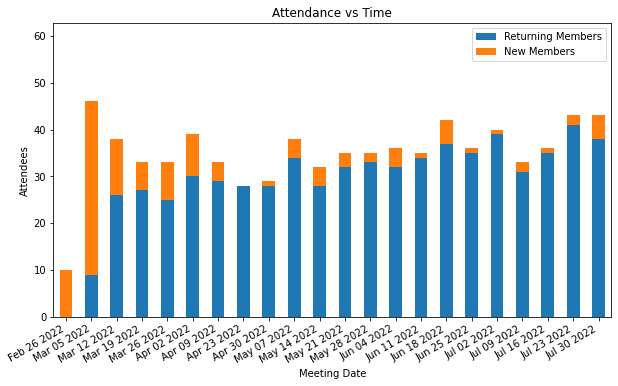 Attendance vs Time
Returning Members
New Members
60
50
40
30
20
10
0
Attendees
Feb 26 2022
Mar 05 2022
Mar 12 2022
Mar 19 2022
Mar 26 2022
Apr 02 2022
Apr 09 2022
Apr 23 2022
Apr 30 2022
May 07 2022
May 14 2022
May 21 2022
May 28 2022
Jun 04 2022
Jun 11 2022
Jun 18 2022
Jun 25 2022
Jul 02 2022
Jul 09 2022
Jul 16 2022
Jul 23 2022
Jul 30 2022
Meeting Date